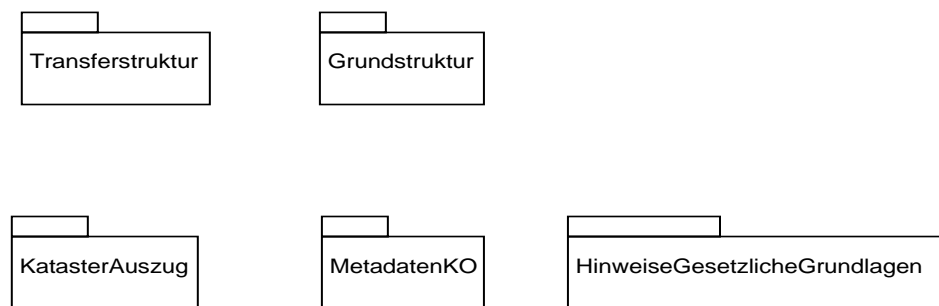 Transferstruktur
Grundstruktur
KatasterAuszug
MetadatenKO
HinweiseGesetzlicheGrundlagen